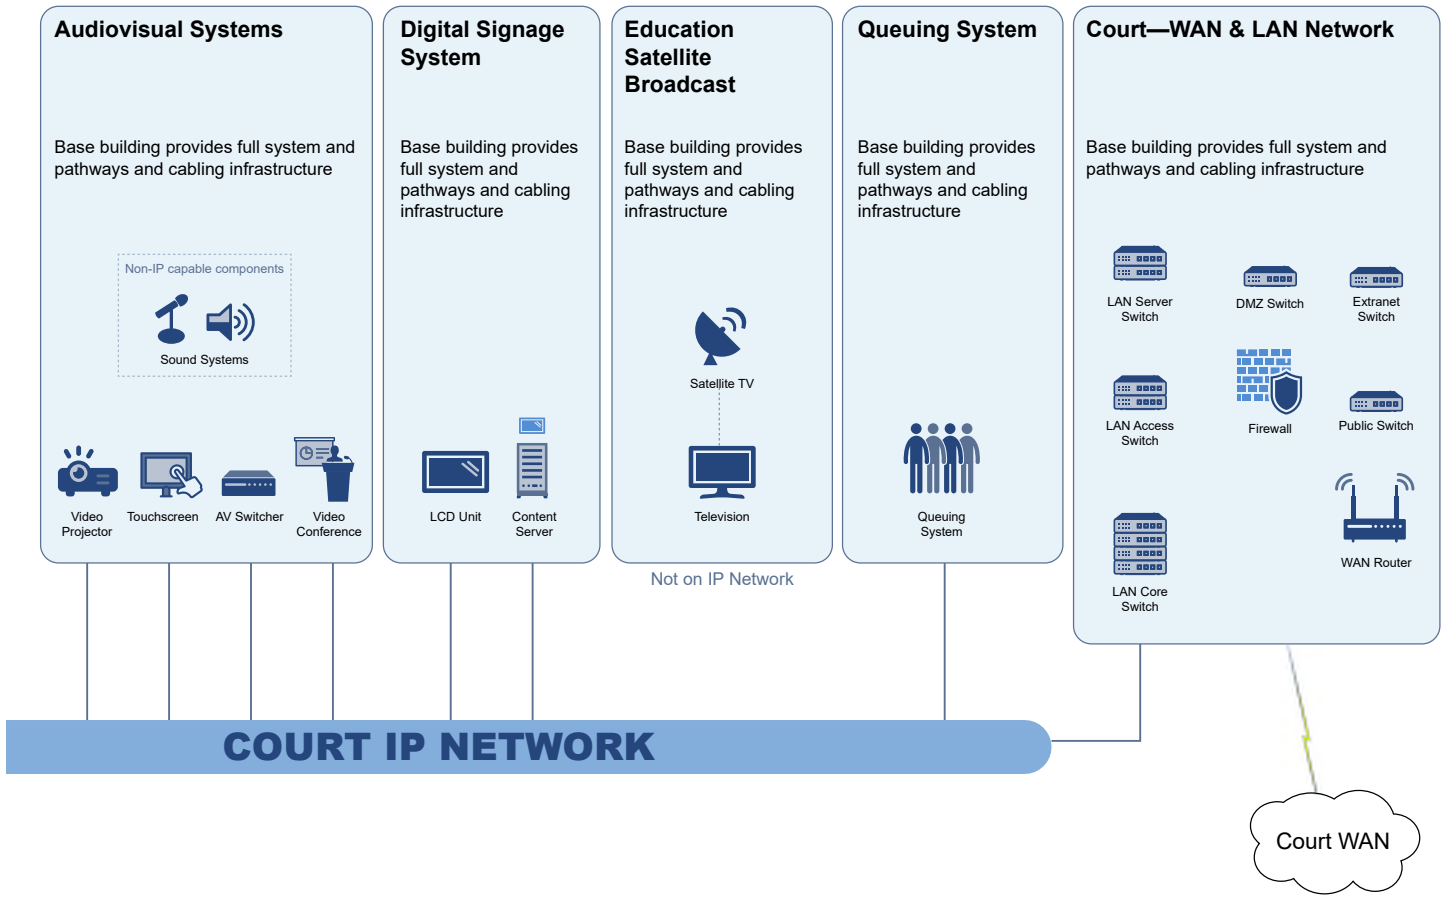 Audiovisual Systems
Base building provides full system and
pathways and cabling infrastructure
Non-IP capable components
Sound Systems
Video
Projector
Touchscreen
AV Switcher
Video
Conference
Digital Signage
System
Base building provides
full system and
pathways and cabling
infrastructure
LCD Unit
Content
Server
Education
Satellite
Broadcast
Base building provides
full system and
pathways and cabling
infrastructure
Satellite TV
Television
Not on IP Network
Queuing System
Base building provides
full system and
pathways and cabling
infrastructure
Queuing
System
Court—WAN & LAN Network
Base building provides full system and
pathways and cabling infrastructure
LAN Server
Switch
DMZ Switch
Extranet
Switch
LAN Access
Switch
Firewall
Public Switch
LAN Core
Switch
WAN Router
COURT IP NETWORK
Court WAN